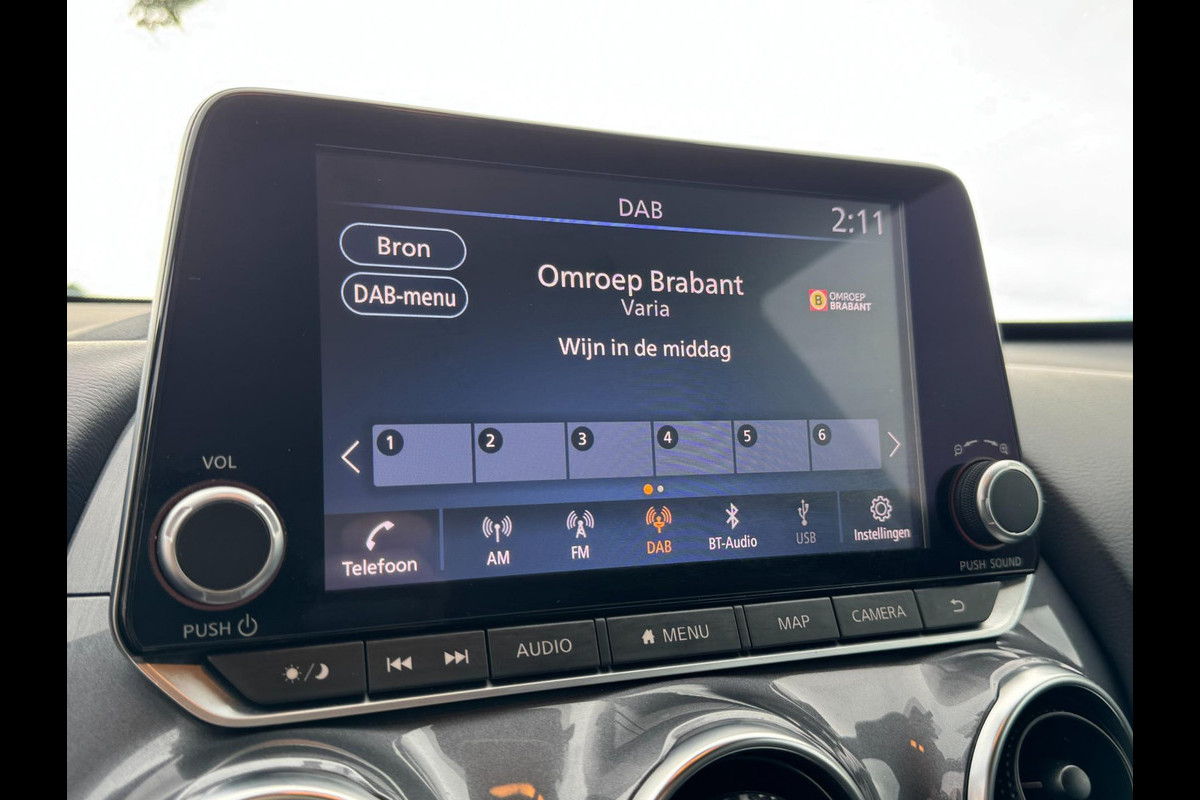 DAB
2:11
Bron
DAB-menu
Omroep Brabant
Varia
B OMROEP
BRABANT
Wijn in de middag
1 2 3 4 5 6
Telefoon
AM
FM
DAB
BT-Audio
USB
Instellingen
VOL
PUSH
PUSH SOUND
AUDIO
MENU
MAP
CAMERA